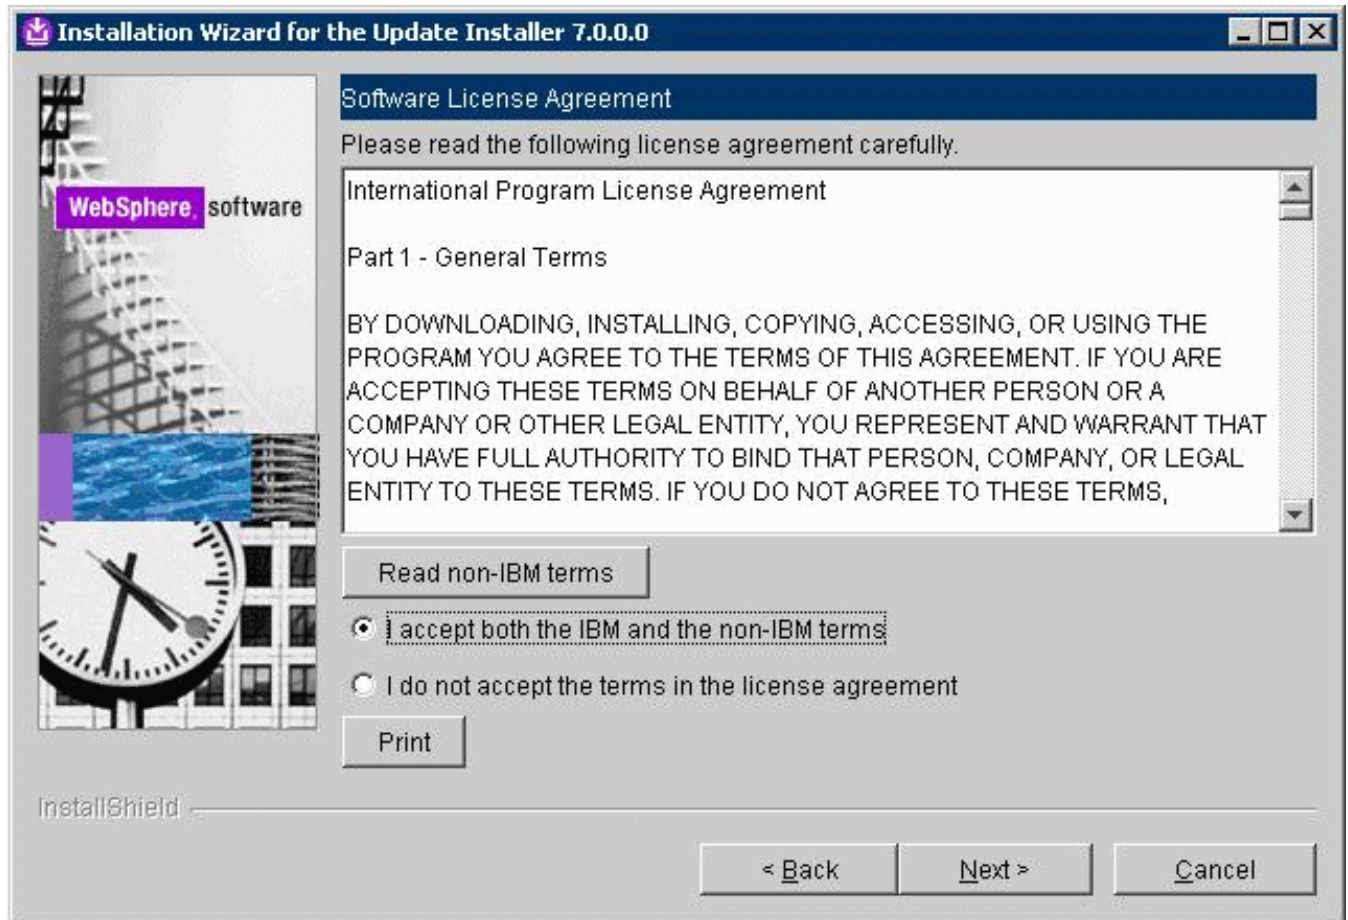 Installation Wizard for the Update Installer 7.0.0.0
WebSphere, software
Software License Agreement
Please read the following license agreement carefully.
International Program License Agreement
Part 1 - General Terms
BY DOWNLOADING, INSTALLING, COPYING, ACCESSING, OR USING THE
PROGRAM YOU AGREE TO THE TERMS OF THIS AGREEMENT. IF YOU ARE
ACCEPTING THESE TERMS ON BEHALF OF ANOTHER PERSON OR A
COMPANY OR OTHER LEGAL ENTITY, YOU REPRESENT AND WARRANT THAT
YOU HAVE FULL AUTHORITY TO BIND THAT PERSON, COMPANY, OR LEGAL
ENTITY TO THESE TERMS. IF YOU DO NOT AGREE TO THESE TERMS,
Read non-IBM terms
I accept both the IBM and the non-IBM terms
I do not accept the terms in the license agreement
Print
InstallShield
< Back
Next >
Cancel